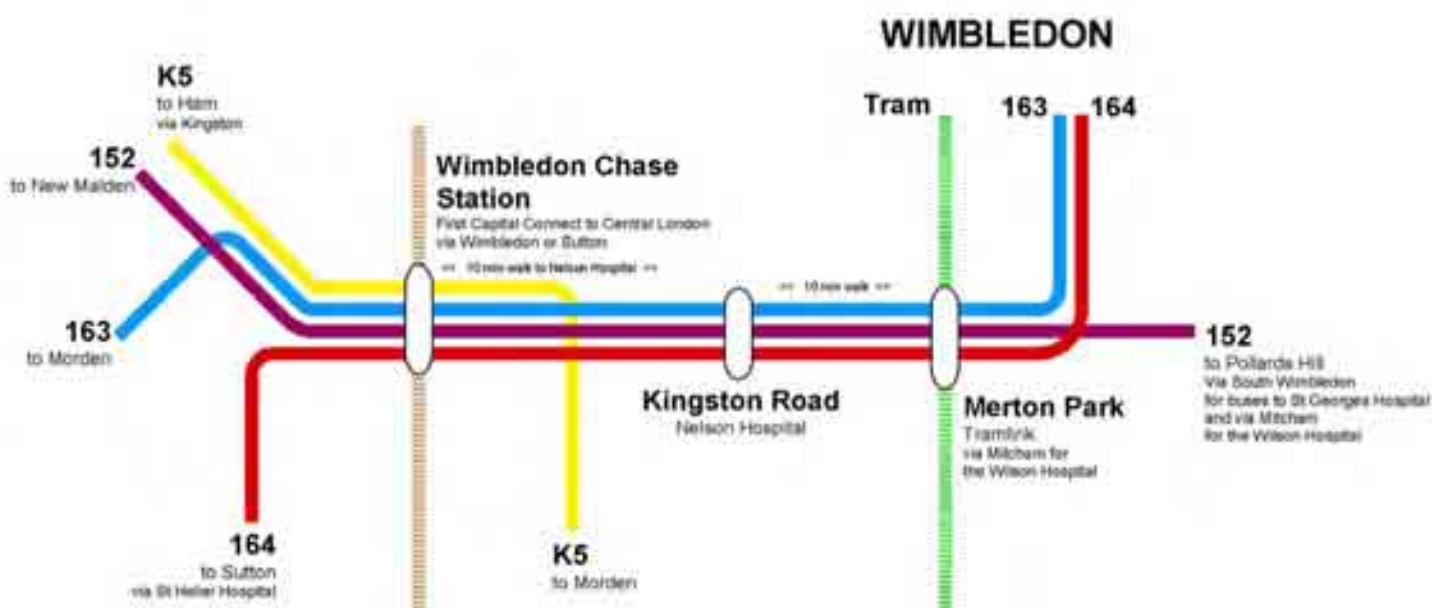 WIMBLEDON
K5
to Ham
via Kingston
Tram
163
164
152
to New Malden
Wimbledon Chase
Station
First Capital Connect to Central London
via Wimbledon or Sutton
<< 10 min walk to Nelson Hospital >>
<< 10 min walk >>
163
to Morden
152
to Pollards Hill
Via South Wimbledon
for buses to St Georges Hospital
and via Mitcham
for the Wilson Hospital
Kingston Road
Nelson Hospital
Merton Park
Tramlink
via Mitcham for
the Wilson Hospital
164
to Sutton
via St Helier Hospital
K5
to Morden